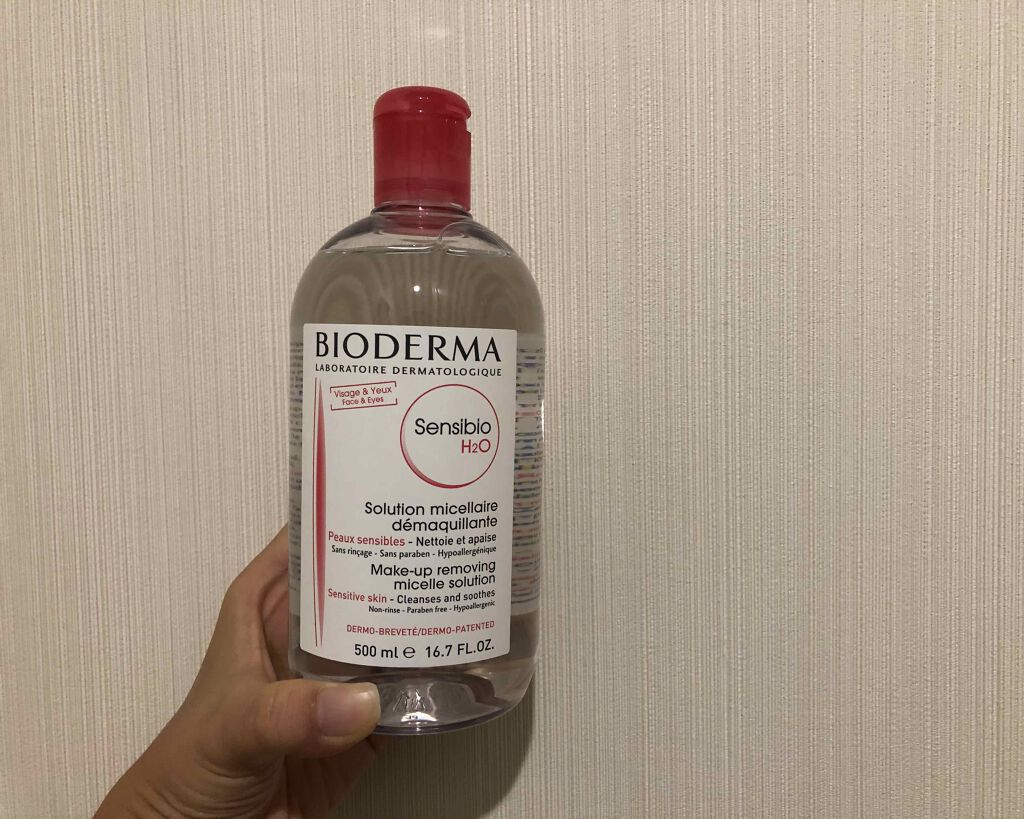 BIODERMA
LABORATOIRE DERMATOLOGIQUE
Visage & Yeux
Face & Eyes
Sensibio
H2O
Solution micellaire
démaquillante
Peaux sensibles - Nettoie et apaise
Sans rinçage - Sans paraben - Hypoallergénique
Make-up removing
micelle solution
Sensitive skin - Cleanses and soothes
Non-rinse - Paraben free - Hypoallergenic
DERMO-BREVETÉ/DERMO-PATENTED
500 ml ℮ 16.7 FL.OZ.